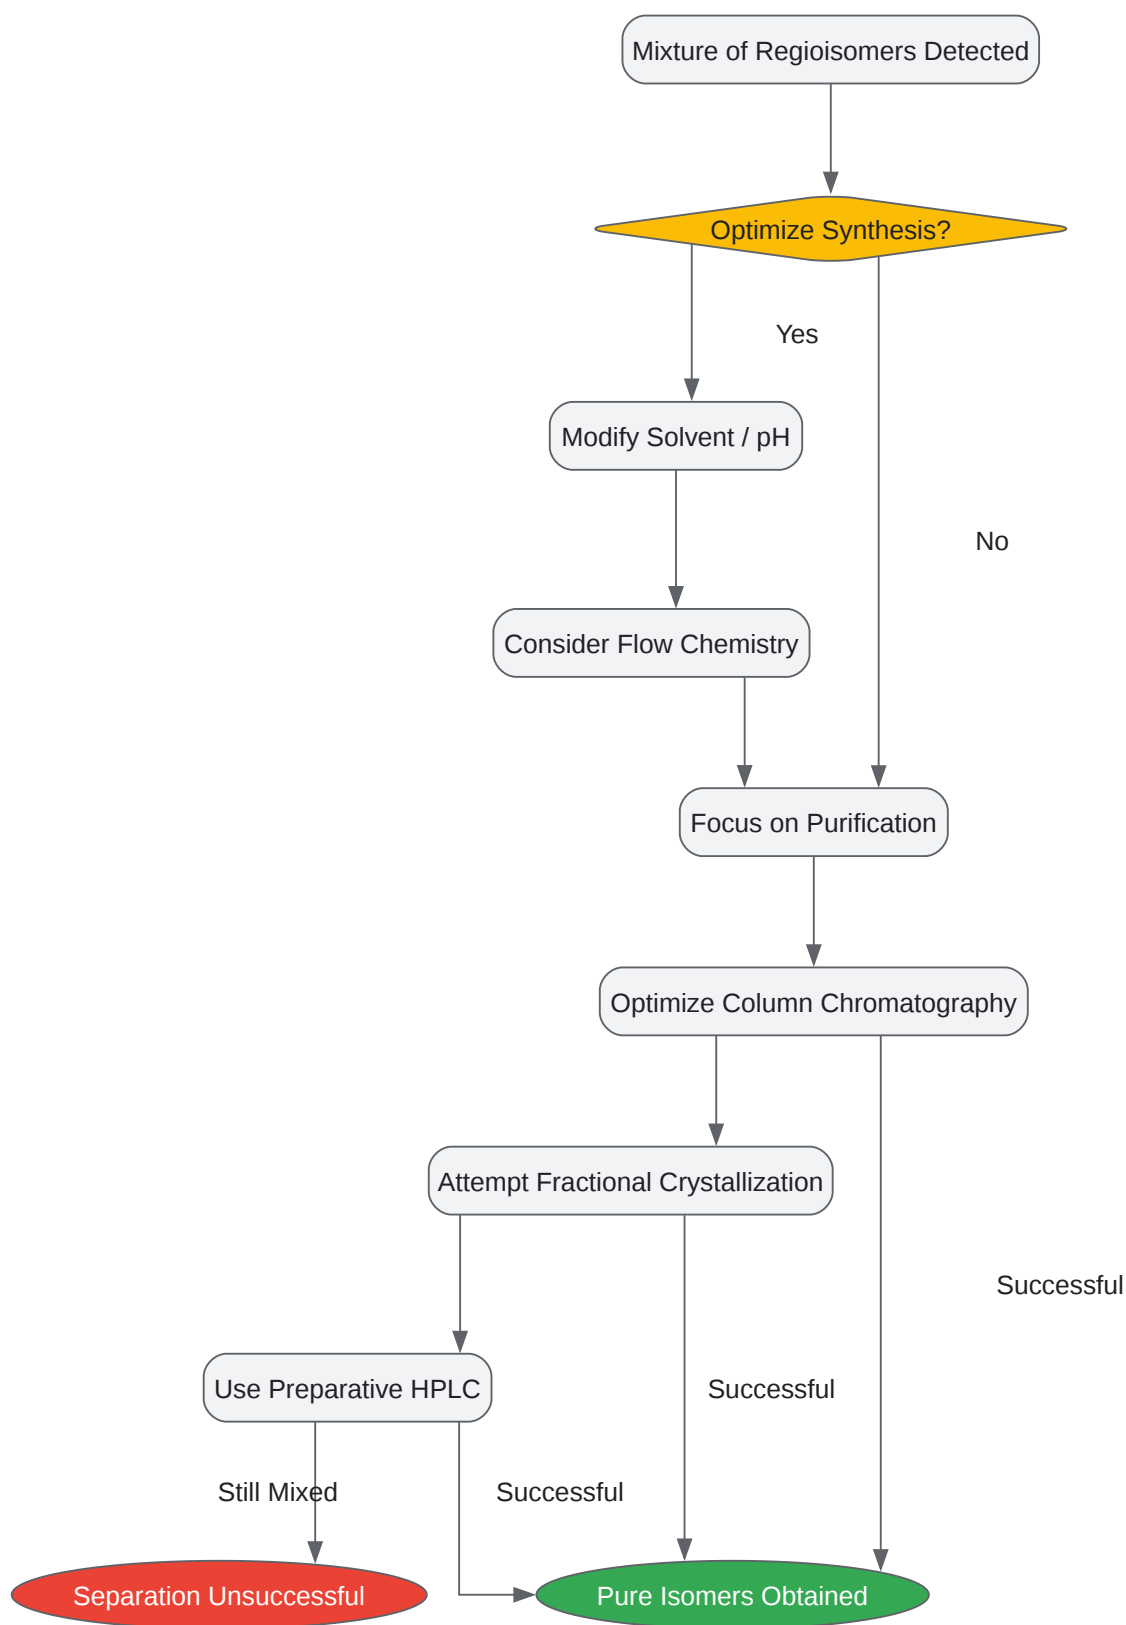 Mixture of Regioisomers Detected
Optimize Synthesis?
Yes
Modify Solvent / pH
No
Consider Flow Chemistry
Focus on Purification
Optimize Column Chromatography
Attempt Fractional Crystallization
Successful
Use Preparative HPLC
Successful
Still Mixed
Successful
Separation Unsuccessful
Pure Isomers Obtained